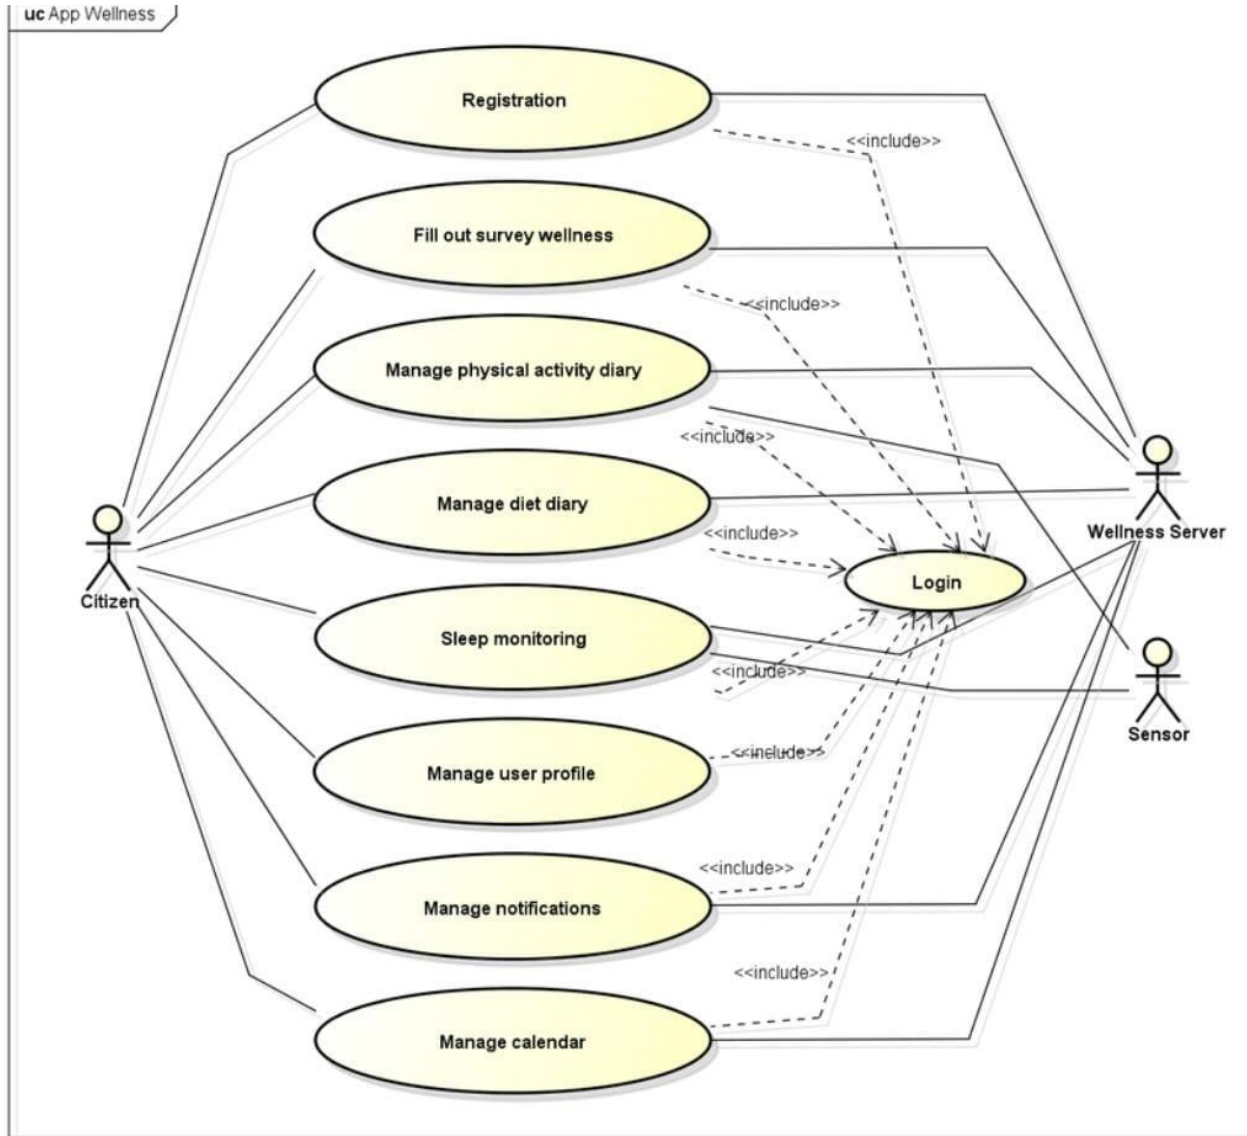 uc App Wellness
Registration
<<include>>
Fill out survey wellness
<<include>>
Manage physical activity diary
<<include>>
Manage diet diary
<<include>>
Wellness Server
Login
Citizen
Sleep monitoring
<<include>>
Sensor
Manage user profile
<<include>>
<<include>>
Manage notifications
<<include>>
Manage calendar